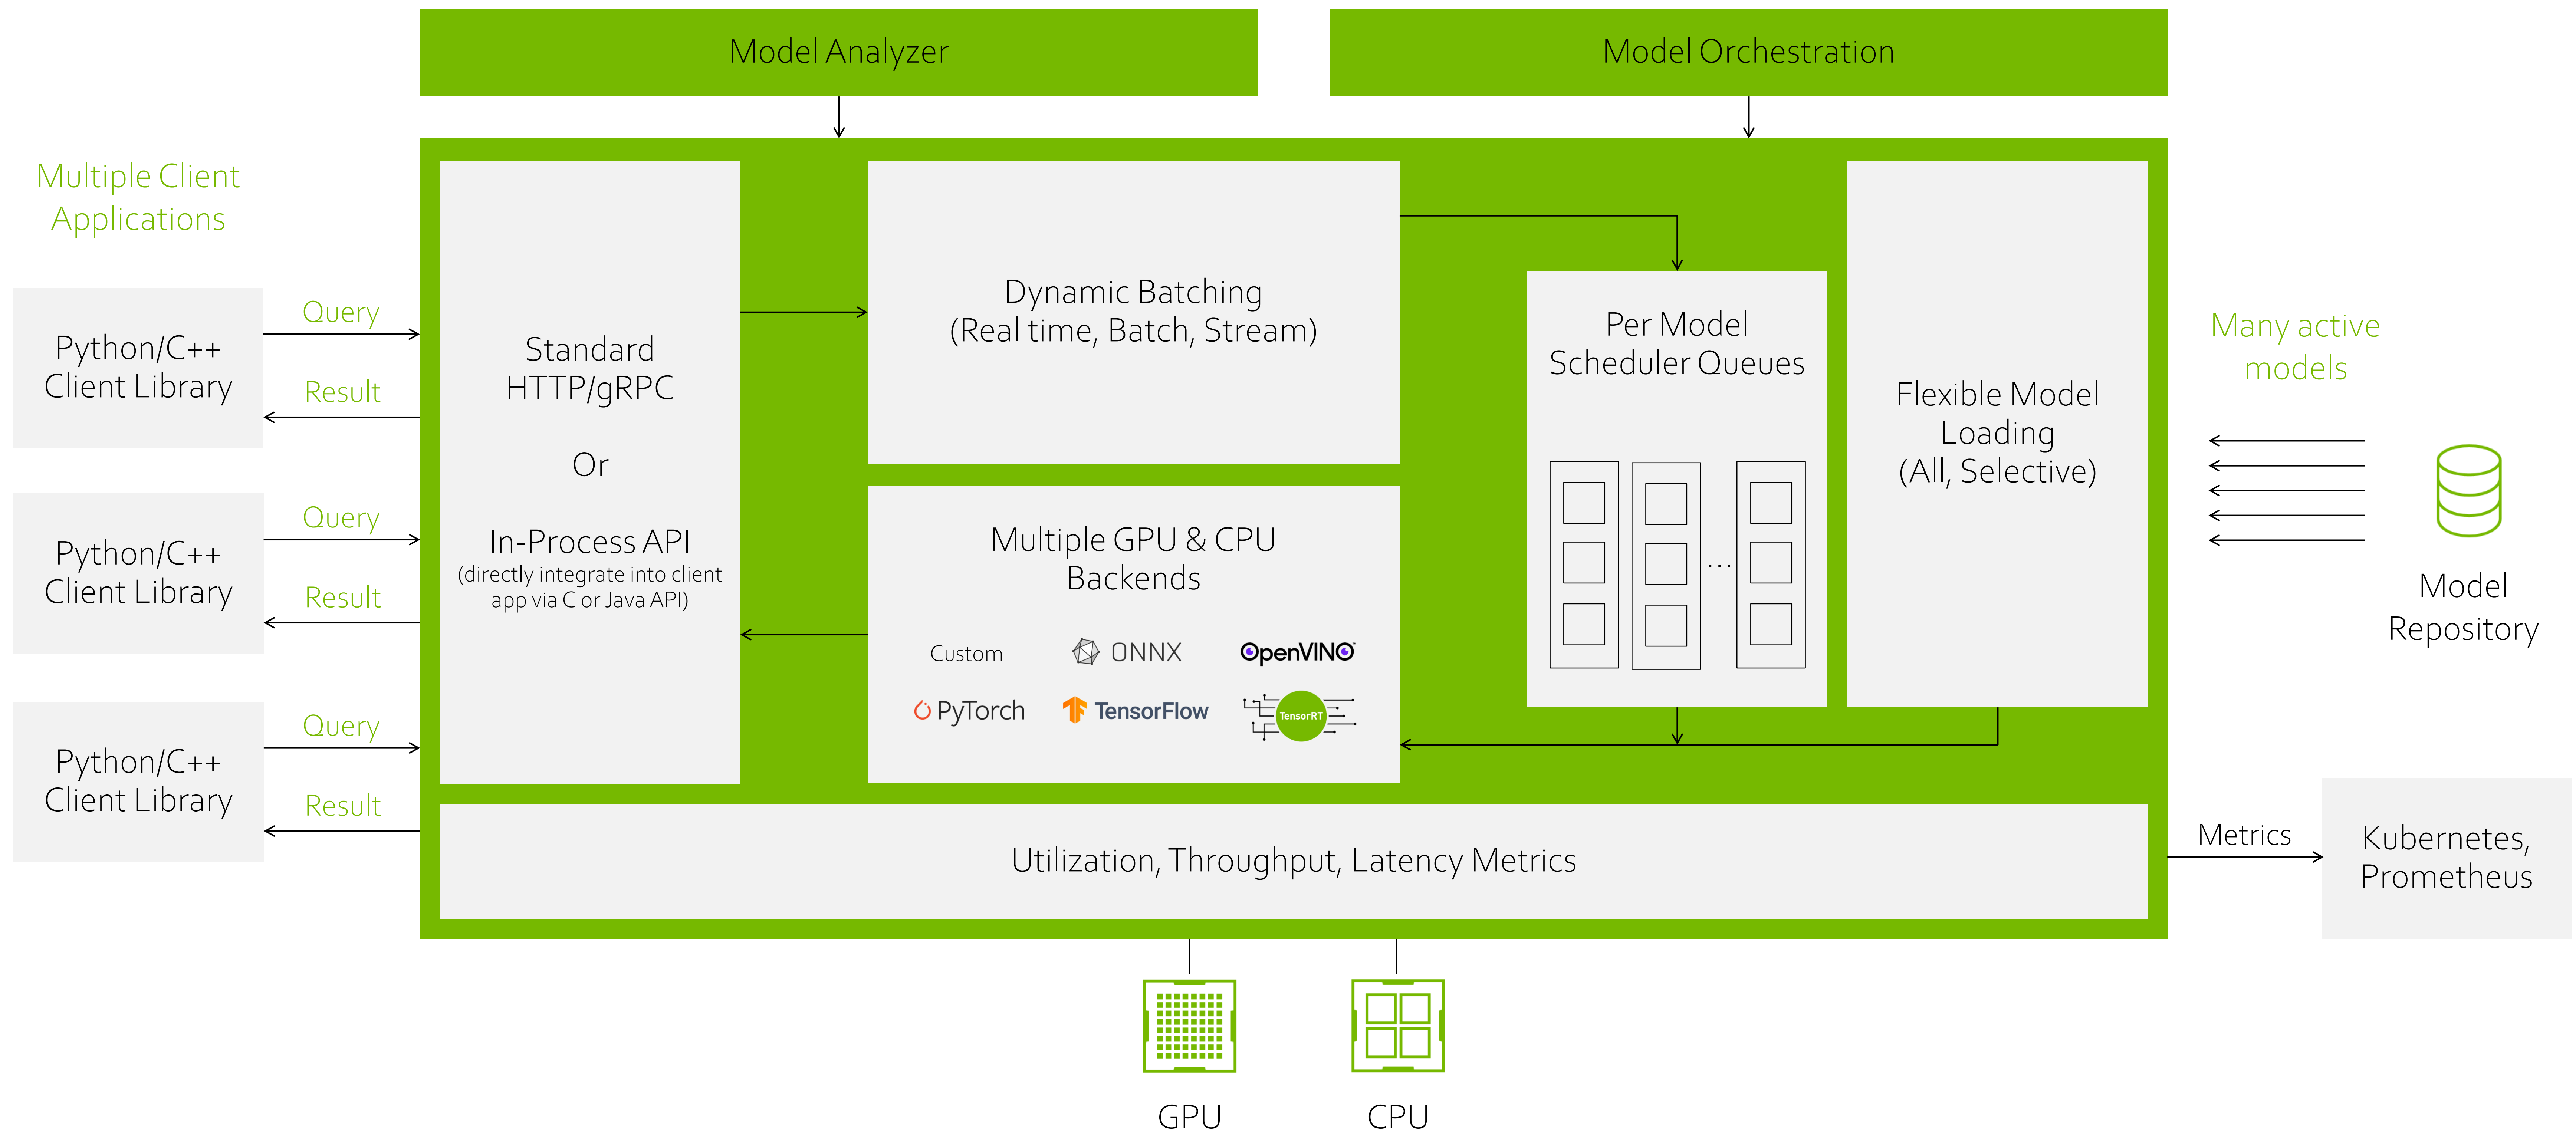 Model Analyzer
Model Orchestration
Multiple Client
Applications
Python/C++
Client Library
Query
Result
Python/C++
Client Library
Query
Result
Python/C++
Client Library
Query
Result
Standard
HTTP/gRPC
Or
In-Process API
(directly integrate into client
app via C or Java API)
Dynamic Batching
(Real time, Batch, Stream)
Multiple GPU & CPU
Backends
Custom
ONNX
OpenVINO™
PyTorch
TensorFlow
TensorRT
Per Model
Scheduler Queues
...
Flexible Model
Loading
(All, Selective)
Many active
models
Model
Repository
Utilization, Throughput, Latency Metrics
Metrics
Kubernetes,
Prometheus
GPU
CPU